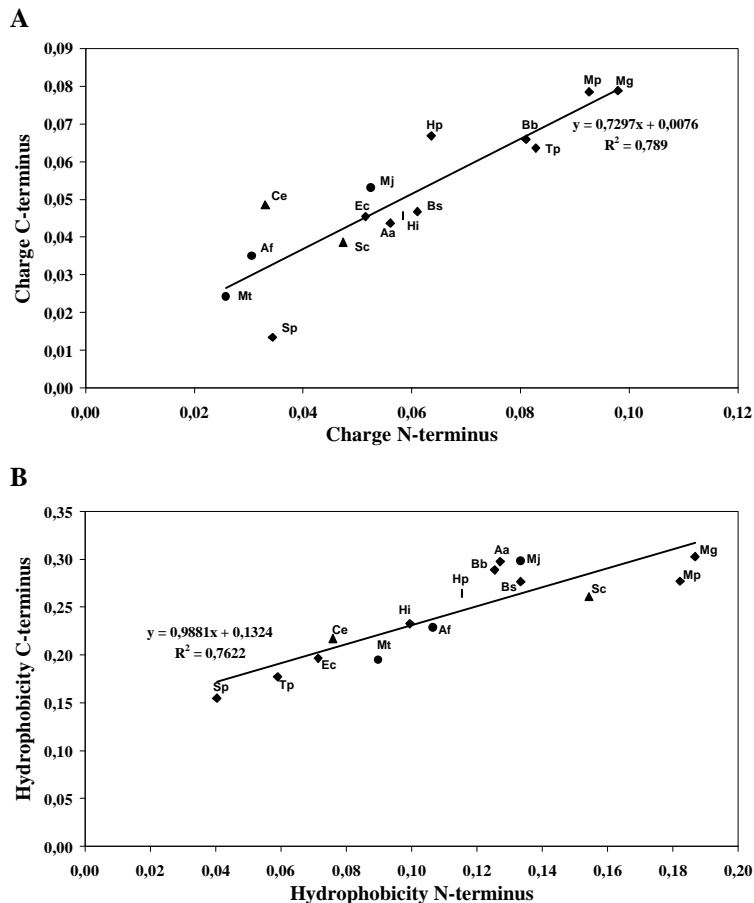 A
0,09
0,08
0,07
0,06
0,05
0,04
0,03
0,02
0,01
0,00
Charge C-terminus
Mp
Mg
Hp
Bb
y = 0,7297x + 0,0076
R² = 0,789
Tp
Mj
Ce
Ec
Bs
Hi
Aa
Sc
Af
Mt
Sp
0,00 0,02 0,04 0,06 0,08 0,10 0,12
Charge N-terminus
B
0,35
0,30
0,25
0,20
0,15
0,10
0,05
0,00
Hydrophobicity C-terminus
Aa
Mj
Mg
Bb
Hp
Bs
Mp
Sc
Hi
y = 0,9881x + 0,1324
R² = 0,7622
Ce
Af
Mt
Ec
Tp
Sp
0,00 0,02 0,04 0,06 0,08 0,10 0,12 0,14 0,16 0,18 0,20
Hydrophobicity N-terminus